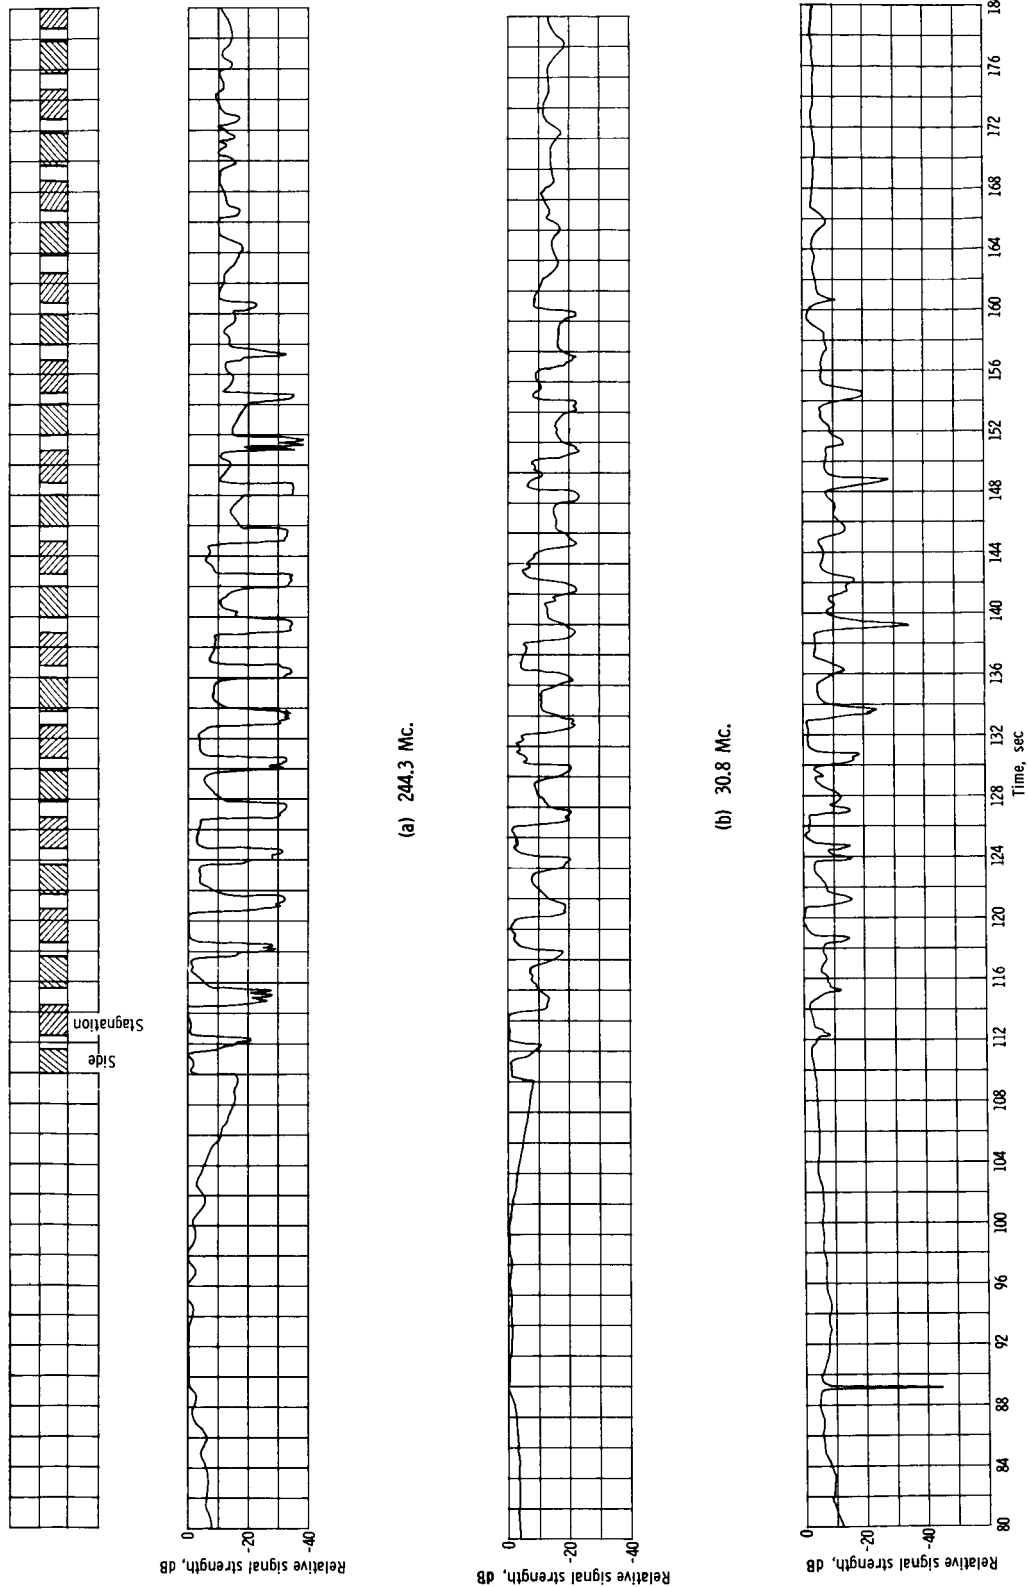 Side
Stagnation
0
-20
-40
Relative signal strength, dB
(a) 244.3 Mc.
0
-20
-40
Relative signal strength, dB
(b) 30.8 Mc.
0
-20
-40
Relative signal strength, dB
80 84 88 92 96 100 104 108 112 116 120 124 128 132 136 140 144 148 152 156 160 164 168 172 176 18
Time, sec